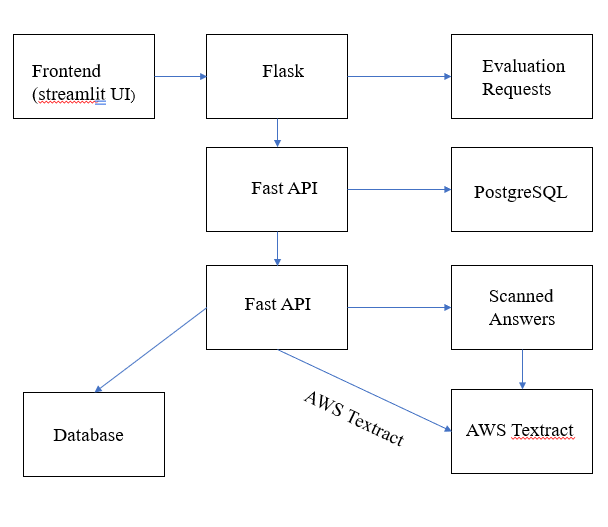 Frontend
(streamlit UI)
Flask
Evaluation
Requests
Fast API
PostgreSQL
Fast API
Scanned
Answers
AWS Textract
Database
AWS Textract